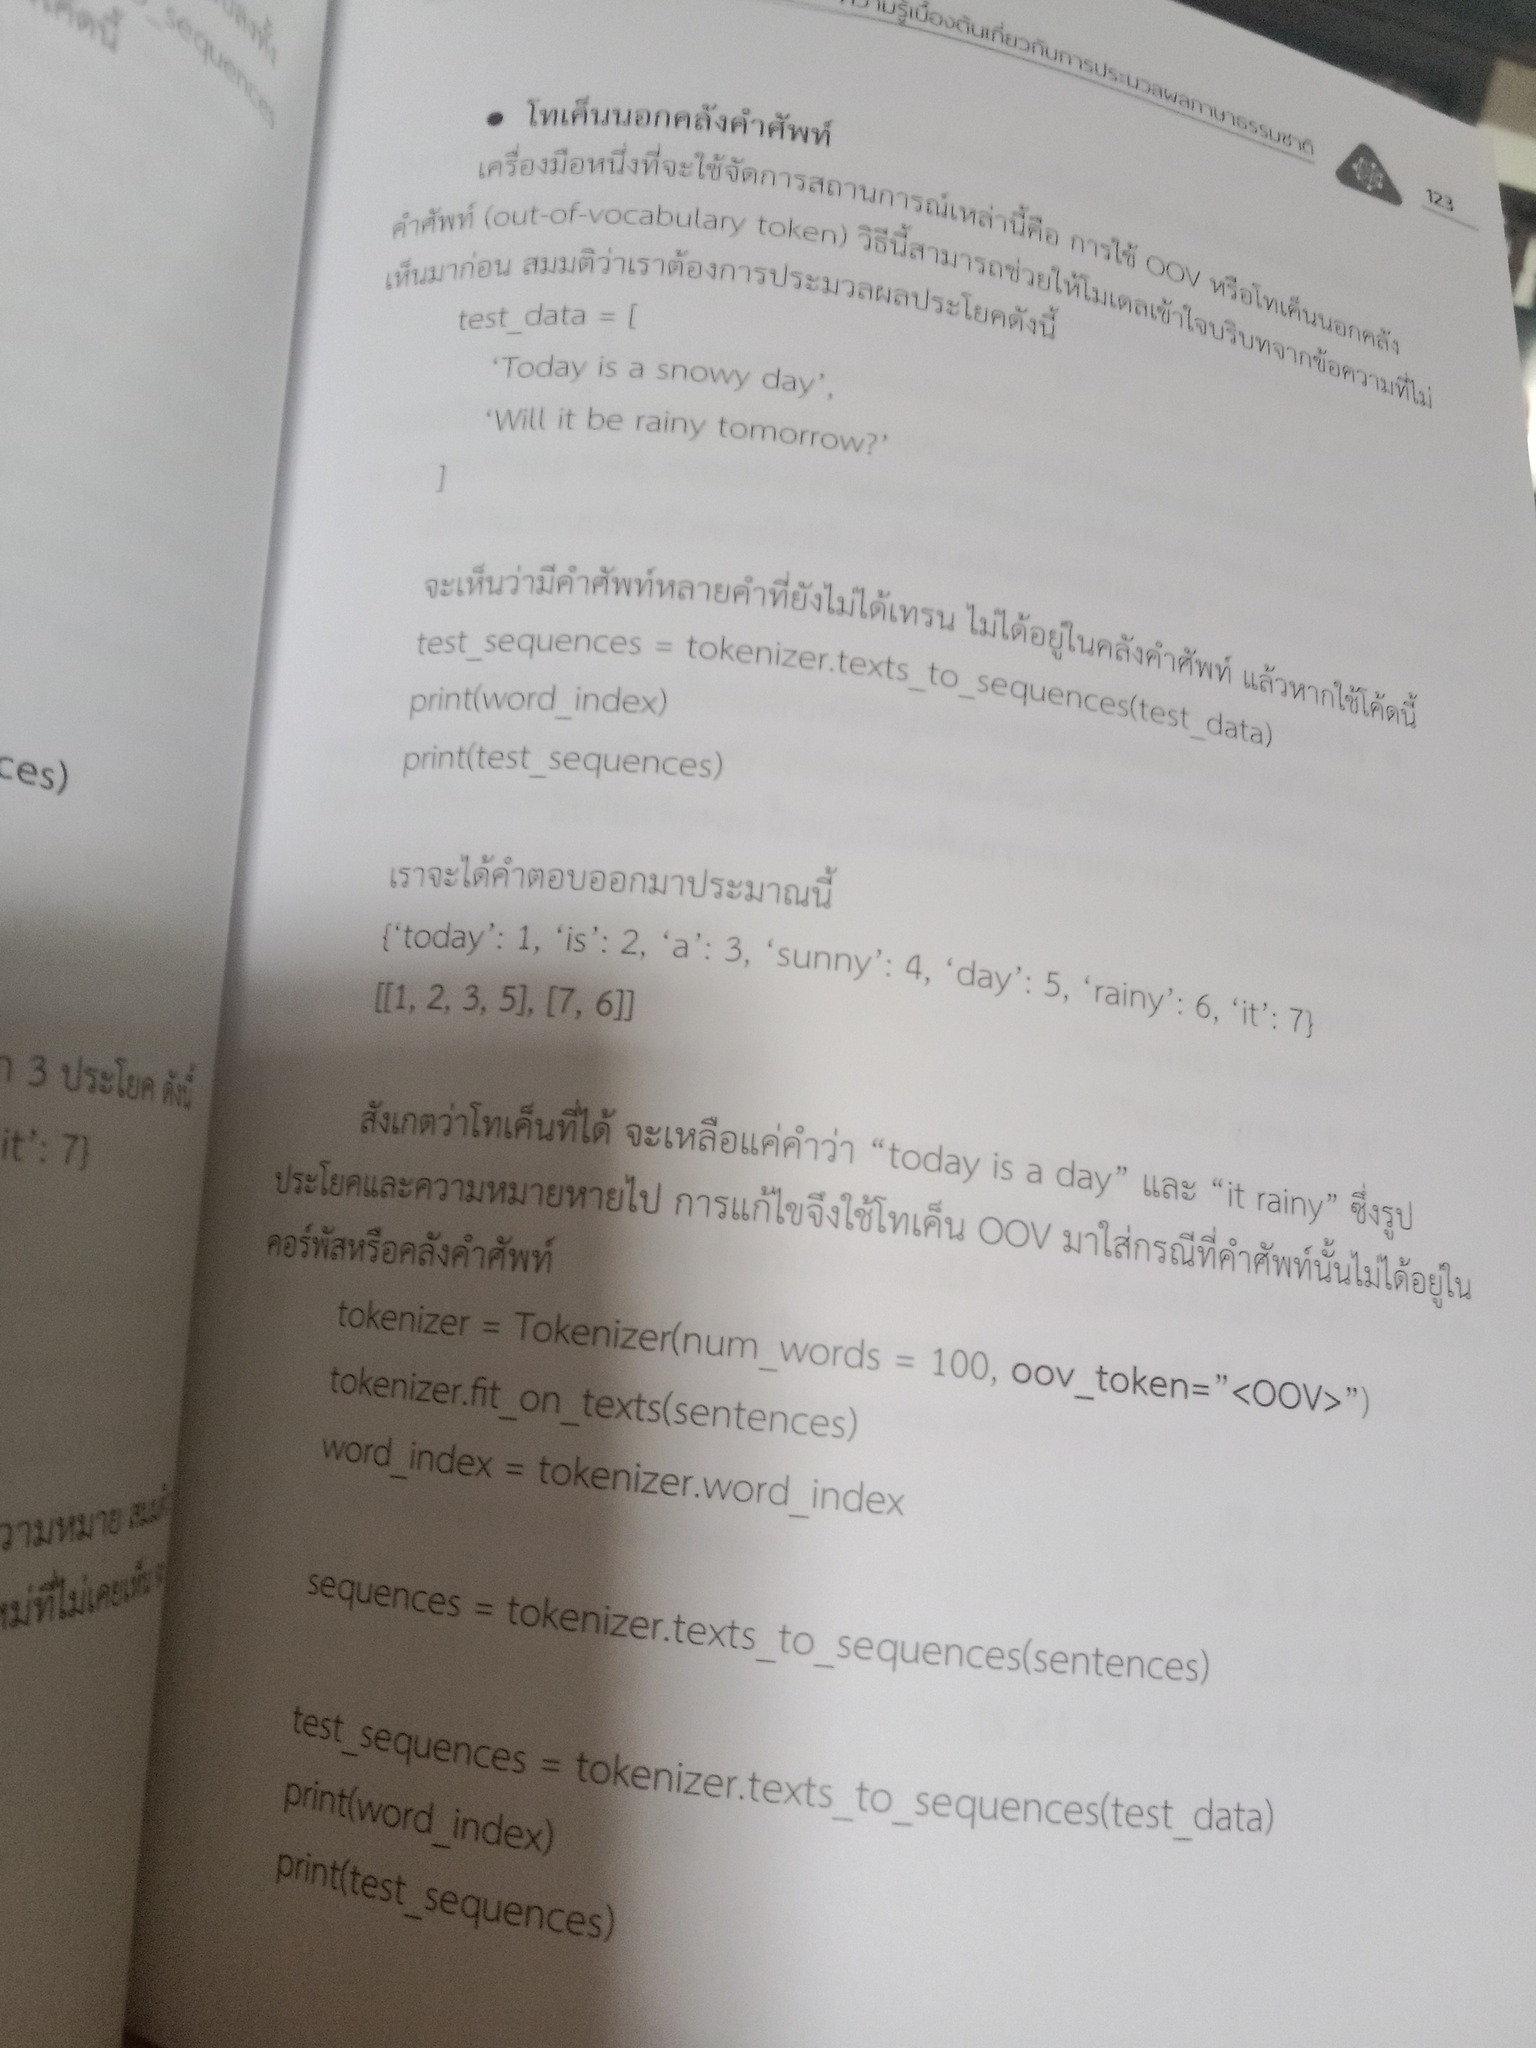 ความรู้เบื้องต้นเกี่ยวกับการประมวลผลภาษาธรรมชาติ
123
• โทเค็นนอกคลังคำศัพท์
เครื่องมือหนึ่งที่จะใช้จัดการสถานการณ์เหล่านี้คือ การใช้ OOV หรือโทเค็นนอกคลัง
คำศัพท์ (out-of-vocabulary token) วิธีนี้สามารถช่วยให้โมเดลเข้าใจบริบทจากข้อความที่ไม่
เห็นมาก่อน สมมติว่าเราต้องการประมวลผลประโยคดังนี้
test_data = [
‘Today is a snowy day’,
‘Will it be rainy tomorrow?’
]
จะเห็นว่ามีคำศัพท์หลายคำที่ยังไม่ได้เทรน ไม่ได้อยู่ในคลังคำศัพท์ แล้วหากใช้โค้ดนี้
test_sequences = tokenizer.texts_to_sequences(test_data)
print(word_index)
print(test_sequences)
เราจะได้คำตอบออกมาประมาณนี้
{‘today’: 1, ‘is’: 2, ‘a’: 3, ‘sunny’: 4, ‘day’: 5, ‘rainy’: 6, ‘it’: 7}
[[1, 2, 3, 5], [7, 6]]
สังเกตว่าโทเค็นที่ได้ จะเหลือแค่คำว่า “today is a day” และ “it rainy” ซึ่งรูป
ประโยคและความหมายหายไป การแก้ไขจึงใช้โทเค็น OOV มาใส่กรณีที่คำศัพท์นั้นไม่ได้อยู่ใน
คอร์พัสหรือคลังคำศัพท์
tokenizer = Tokenizer(num_words = 100, oov_token=”<OOV>”)
tokenizer.fit_on_texts(sentences)
word_index = tokenizer.word_index
sequences = tokenizer.texts_to_sequences(sentences)
test_sequences = tokenizer.texts_to_sequences(test_data)
print(word_index)
print(test_sequences)
_sequences
ces)
3 ประโยค ดังนี้
it’: 7}